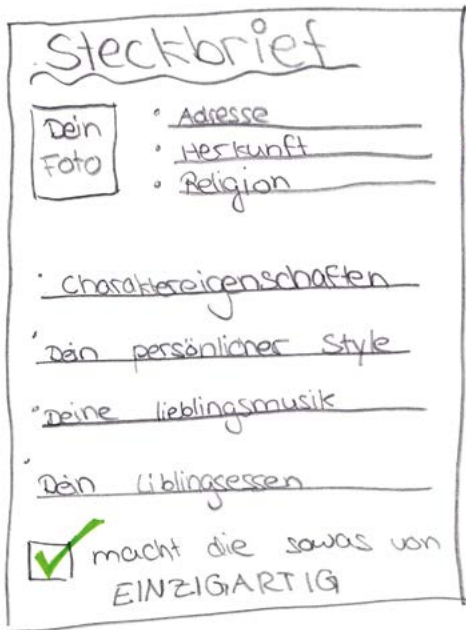 Steckbrief
Dein
Foto
Adresse
Herkunft
Religion
Charaktereigenschaften
Dein persönlicher Style
Deine lieblingsmusik
Dein liblingsessen
macht die sowas von
EINZIGARTIG